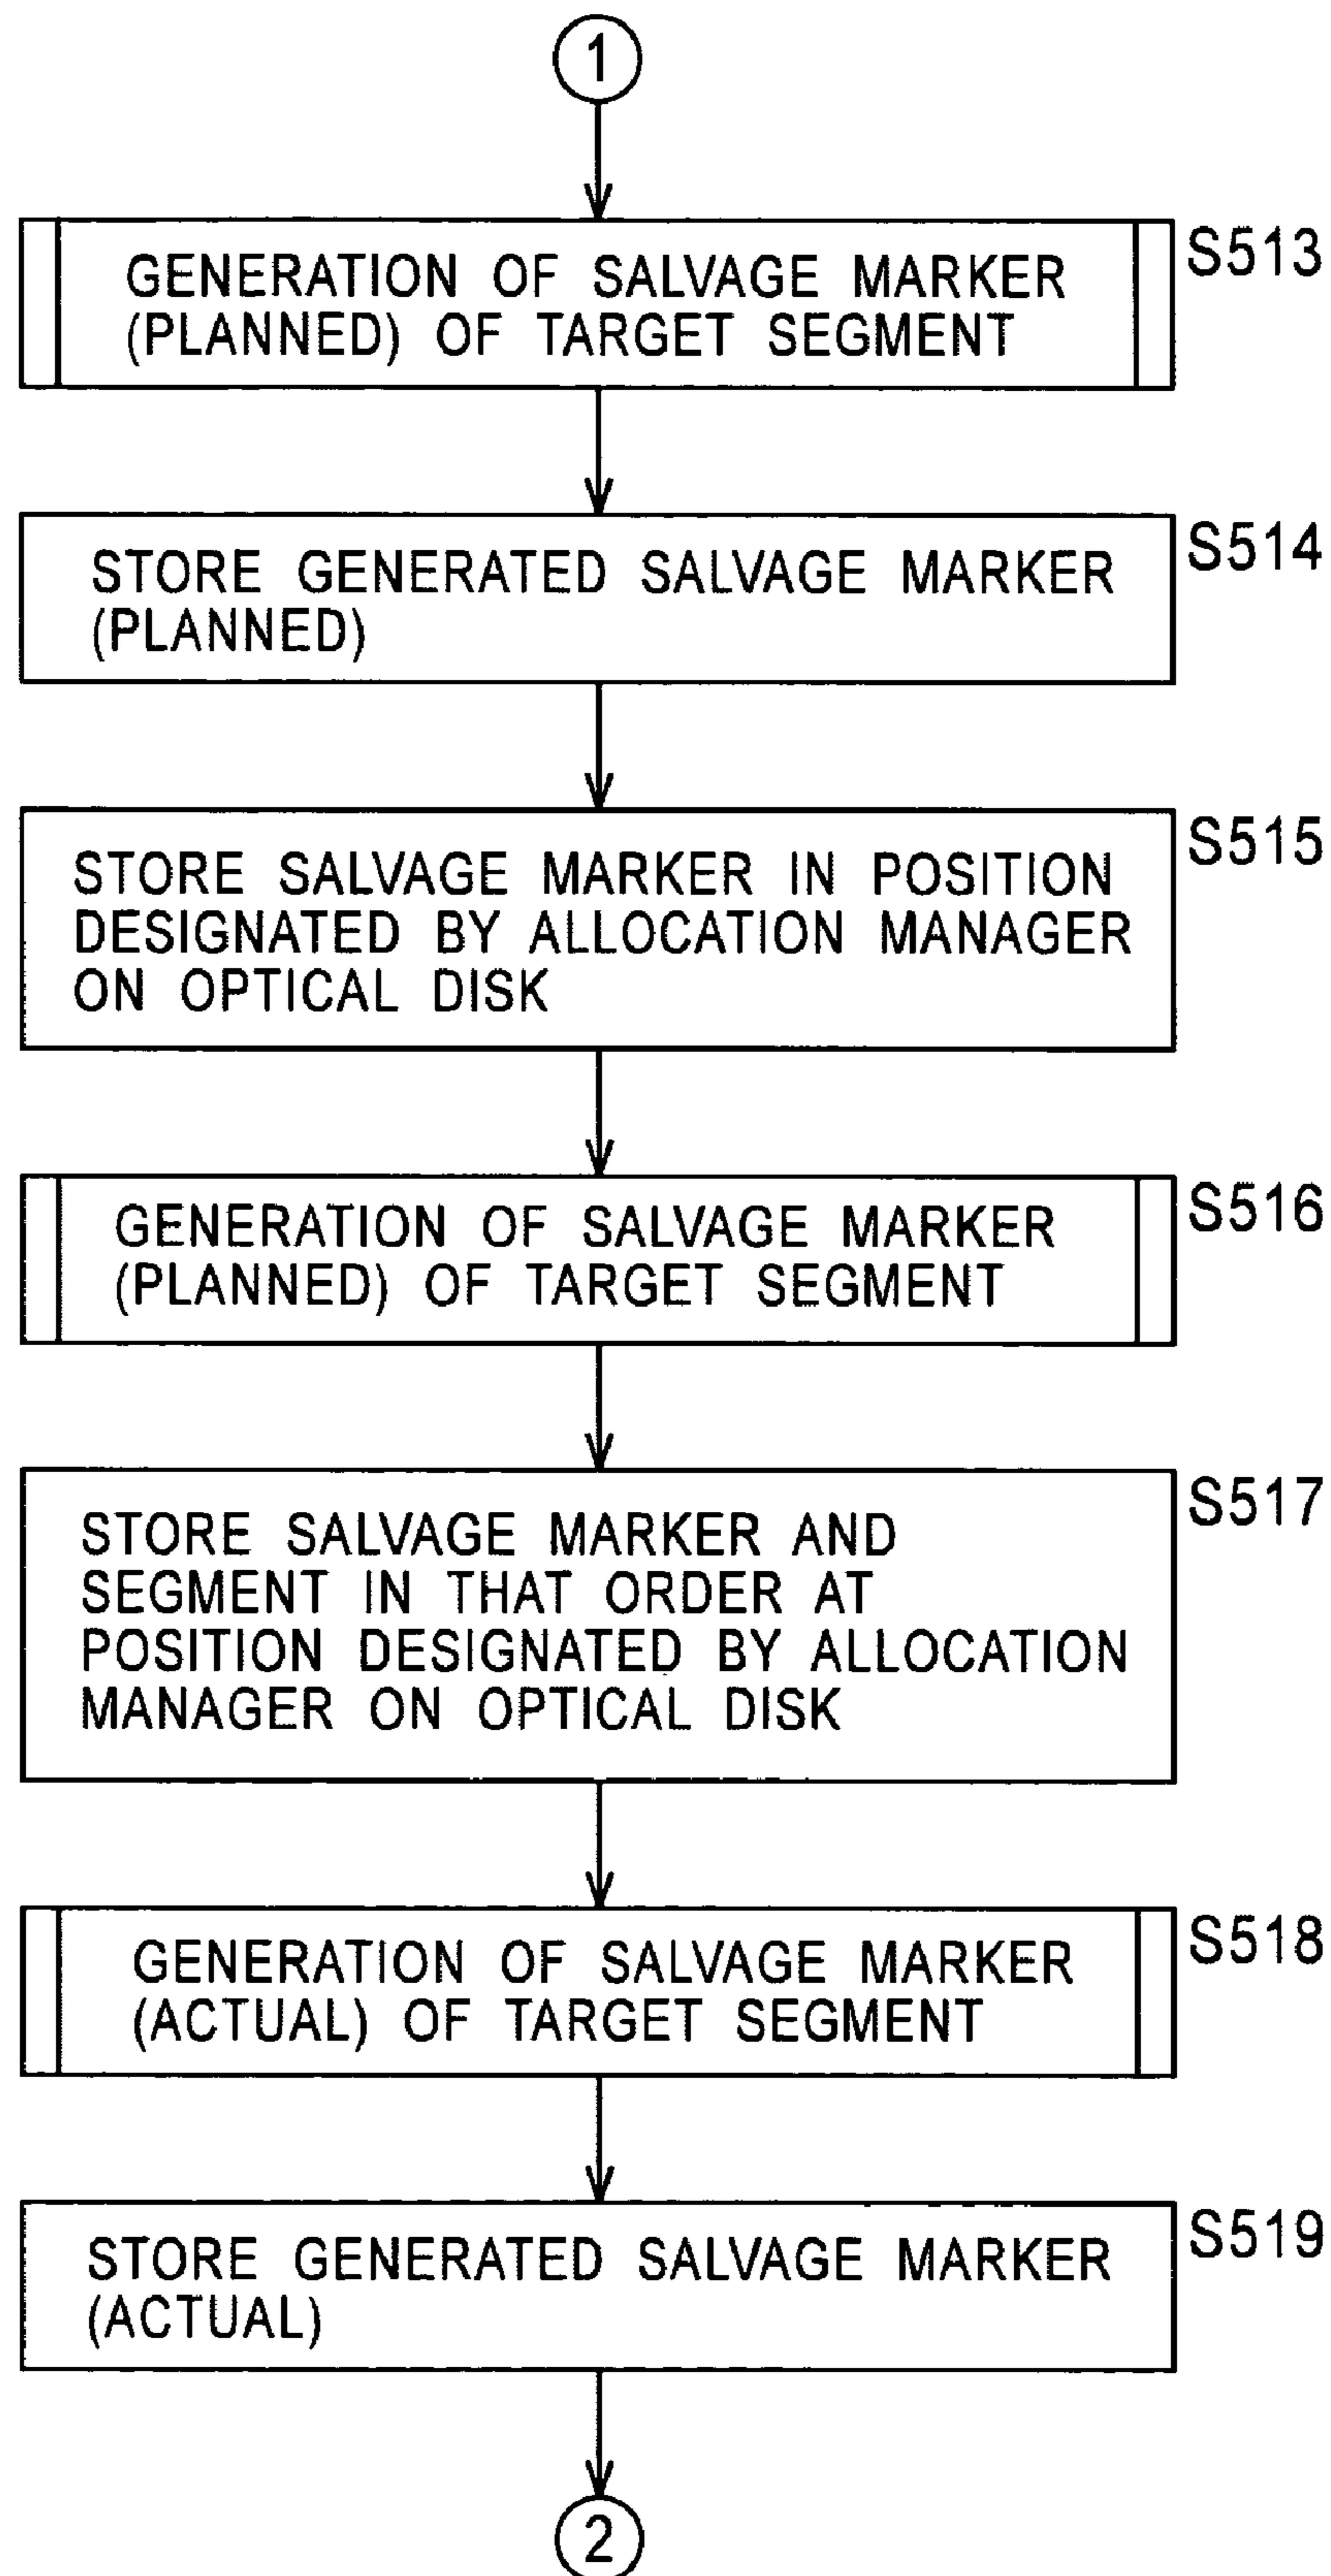 1
GENERATION OF SALVAGE MARKER
(PLANNED) OF TARGET SEGMENT
S513
STORE GENERATED SALVAGE MARKER
(PLANNED)
S514
STORE SALVAGE MARKER IN POSITION
DESIGNATED BY ALLOCATION MANAGER
ON OPTICAL DISK
S515
GENERATION OF SALVAGE MARKER
(PLANNED) OF TARGET SEGMENT
S516
STORE SALVAGE MARKER AND
SEGMENT IN THAT ORDER AT
POSITION DESIGNATED BY ALLOCATION
MANAGER ON OPTICAL DISK
S517
GENERATION OF SALVAGE MARKER
(ACTUAL) OF TARGET SEGMENT
S518
STORE GENERATED SALVAGE MARKER
(ACTUAL)
S519
2